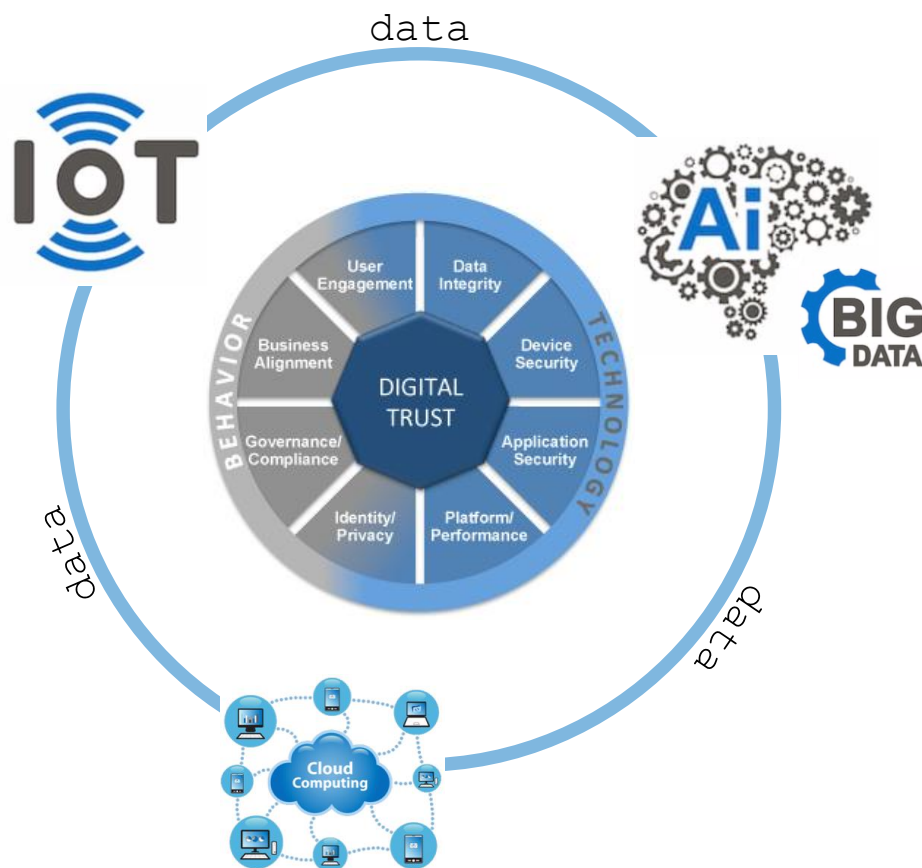 data
IoT
Ai
BIG
DATA
User
Engagement
Data
Integrity
Business
Alignment
Device
Security
BEHAVIOR
TECHNOLOGY
DIGITAL
TRUST
Governance/
Compliance
Application
Security
Identity/
Privacy
Platform/
Performance
data
data
Cloud
Computing